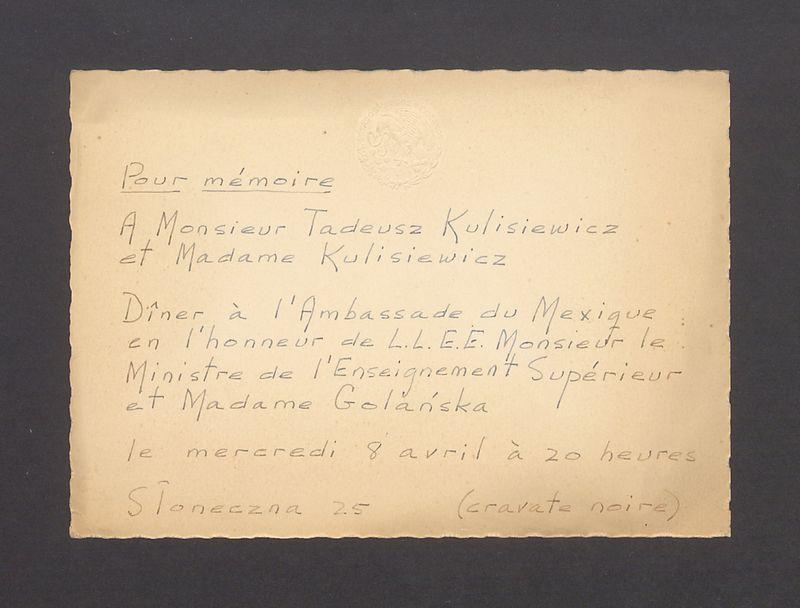 Pour mémoire
A Monsieur Tadeusz Kulisiewicz
et Madame Kulisiewicz
Dîner à l'Ambassade du Mexique
en l'honneur de L.L.E.E. Monsieur le
Ministre de l'Enseignement Supérieur
et Madame Golańska
le mercredi 8 avril à 20 heures
Słoneczna 25 (cravate noire)